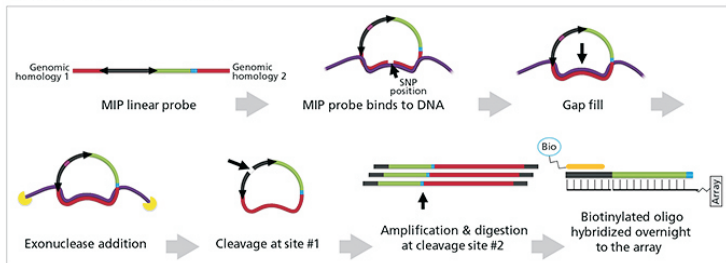 Genomic
homology 1
Genomic
homology 2
MIP linear probe
SNP
position
MIP probe binds to DNA
Gap fill
Exonuclease addition
Cleavage at site #1
Amplification & digestion
at cleavage site #2
Bio
Array
Biotinylated oligo
hybridized overnight
to the array